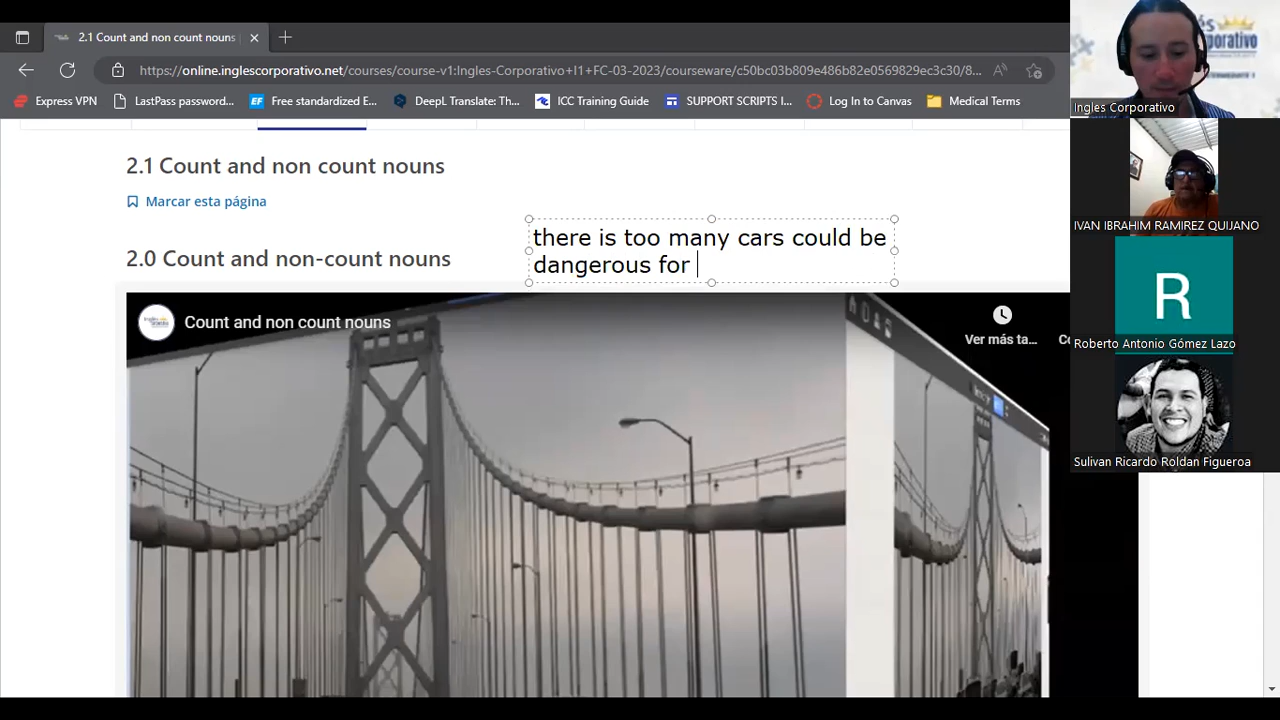 2.1 Count and non count nouns
https://online.inglescorporativo.net/courses/course-v1:Ingles-Corporativo+I1+FC-03-2023/courseware/c50bc03b809e486b82e0569829ec3c30/8...
Express VPN
LastPass password...
Free standardized E...
DeepL Translate: Th...
ICC Training Guide
SUPPORT SCRIPTS I...
Log In to Canvas
Medical Terms
2.1 Count and non count nouns
Marcar esta página
there is too many cars could be
dangerous for
2.0 Count and non-count nouns
Count and non count nouns
Ver más ta...
Ingles Corporativo
IVAN IBRAHIM RAMIREZ QUIJANO
R
Roberto Antonio Gómez Lazo
Sulivan Ricardo Roldan Figueroa